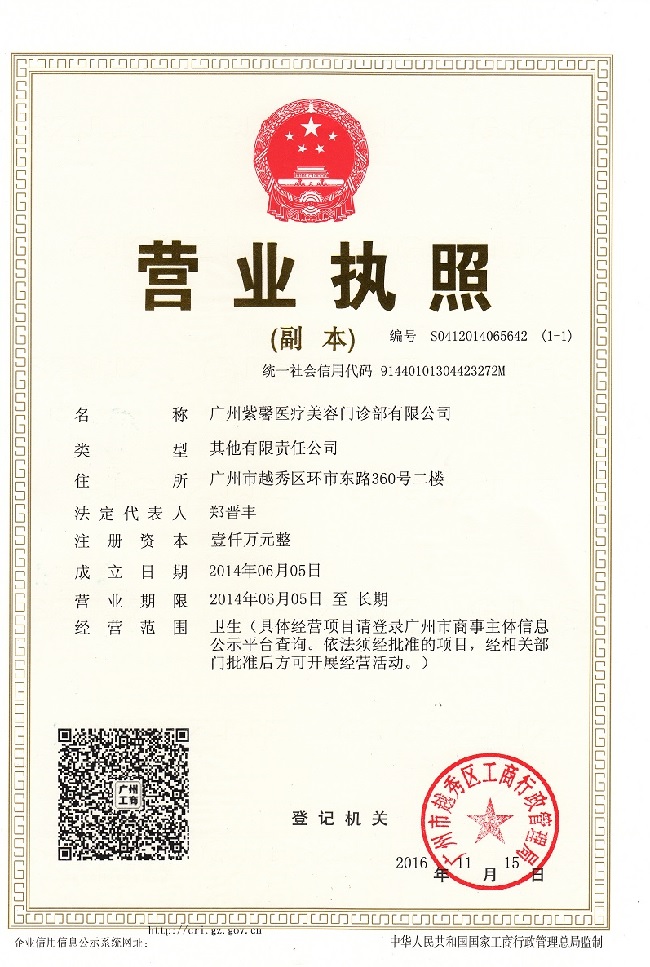 营业执照
(副 本) 编号 S0412014065642 (1-1)
统一社会信用代码 91440101304423272M
名 称 广州紫馨医疗美容门诊部有限公司
类 型 其他有限责任公司
住 所 广州市越秀区环市东路360号二楼
法定代表人 郑晋丰
注册资本 壹仟万元整
成立日期 2014年06月05日
营业期限 2014年06月05日 至 长期
经营范围 卫生(具体经营项目请登录广州市商事主体信息
公示平台查询、依法须经批准的项目,经相关部
门批准后方可开展经营活动。)
广州
工商
登记机关
广州市越秀区工商行政管理局
2016年11月15日
http://cri.gz.gov.cn
企业信用信息公示系统网址:
中华人民共和国国家工商行政管理总局监制